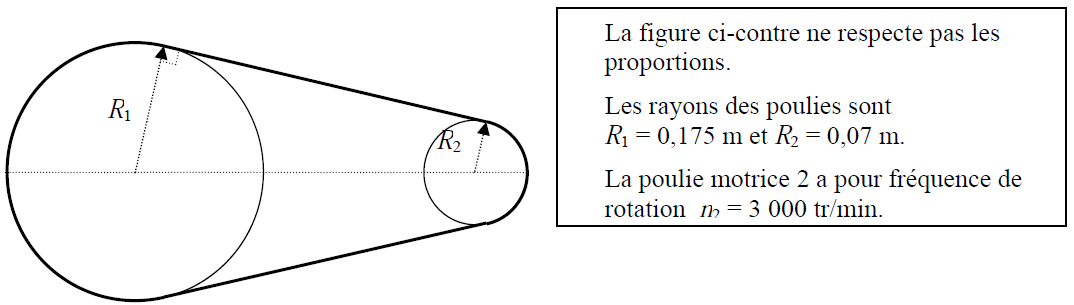 R1
R2
La figure ci-contre ne respecte pas les
proportions.
Les rayons des poulies sont
R1 = 0,175 m et R2 = 0,07 m.
La poulie motrice 2 a pour fréquence de
rotation n2 = 3 000 tr/min.